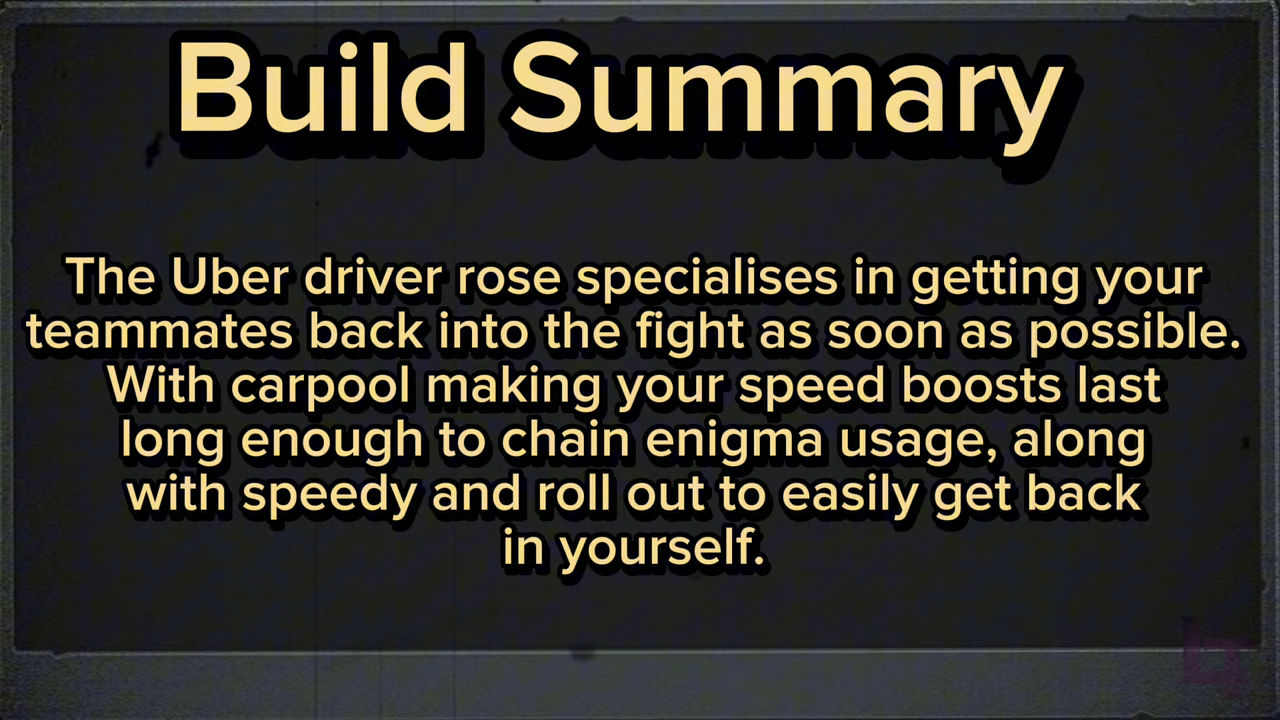 Build Summary
The Uber driver rose specialises in getting your
teammates back into the fight as soon as possible.
With carpool making your speed boosts last
long enough to chain enigma usage, along
with speedy and roll out to easily get back
in yourself.